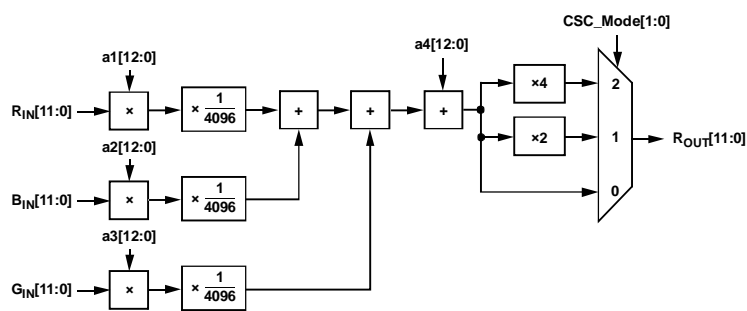 CSC_Mode[1:0]
a1[12:0]
a4[12:0]
R_IN[11:0]
×
× 1/4096
+
+
+
×4
2
a2[12:0]
×2
1
R_OUT[11:0]
B_IN[11:0]
×
× 1/4096
0
a3[12:0]
G_IN[11:0]
×
× 1/4096